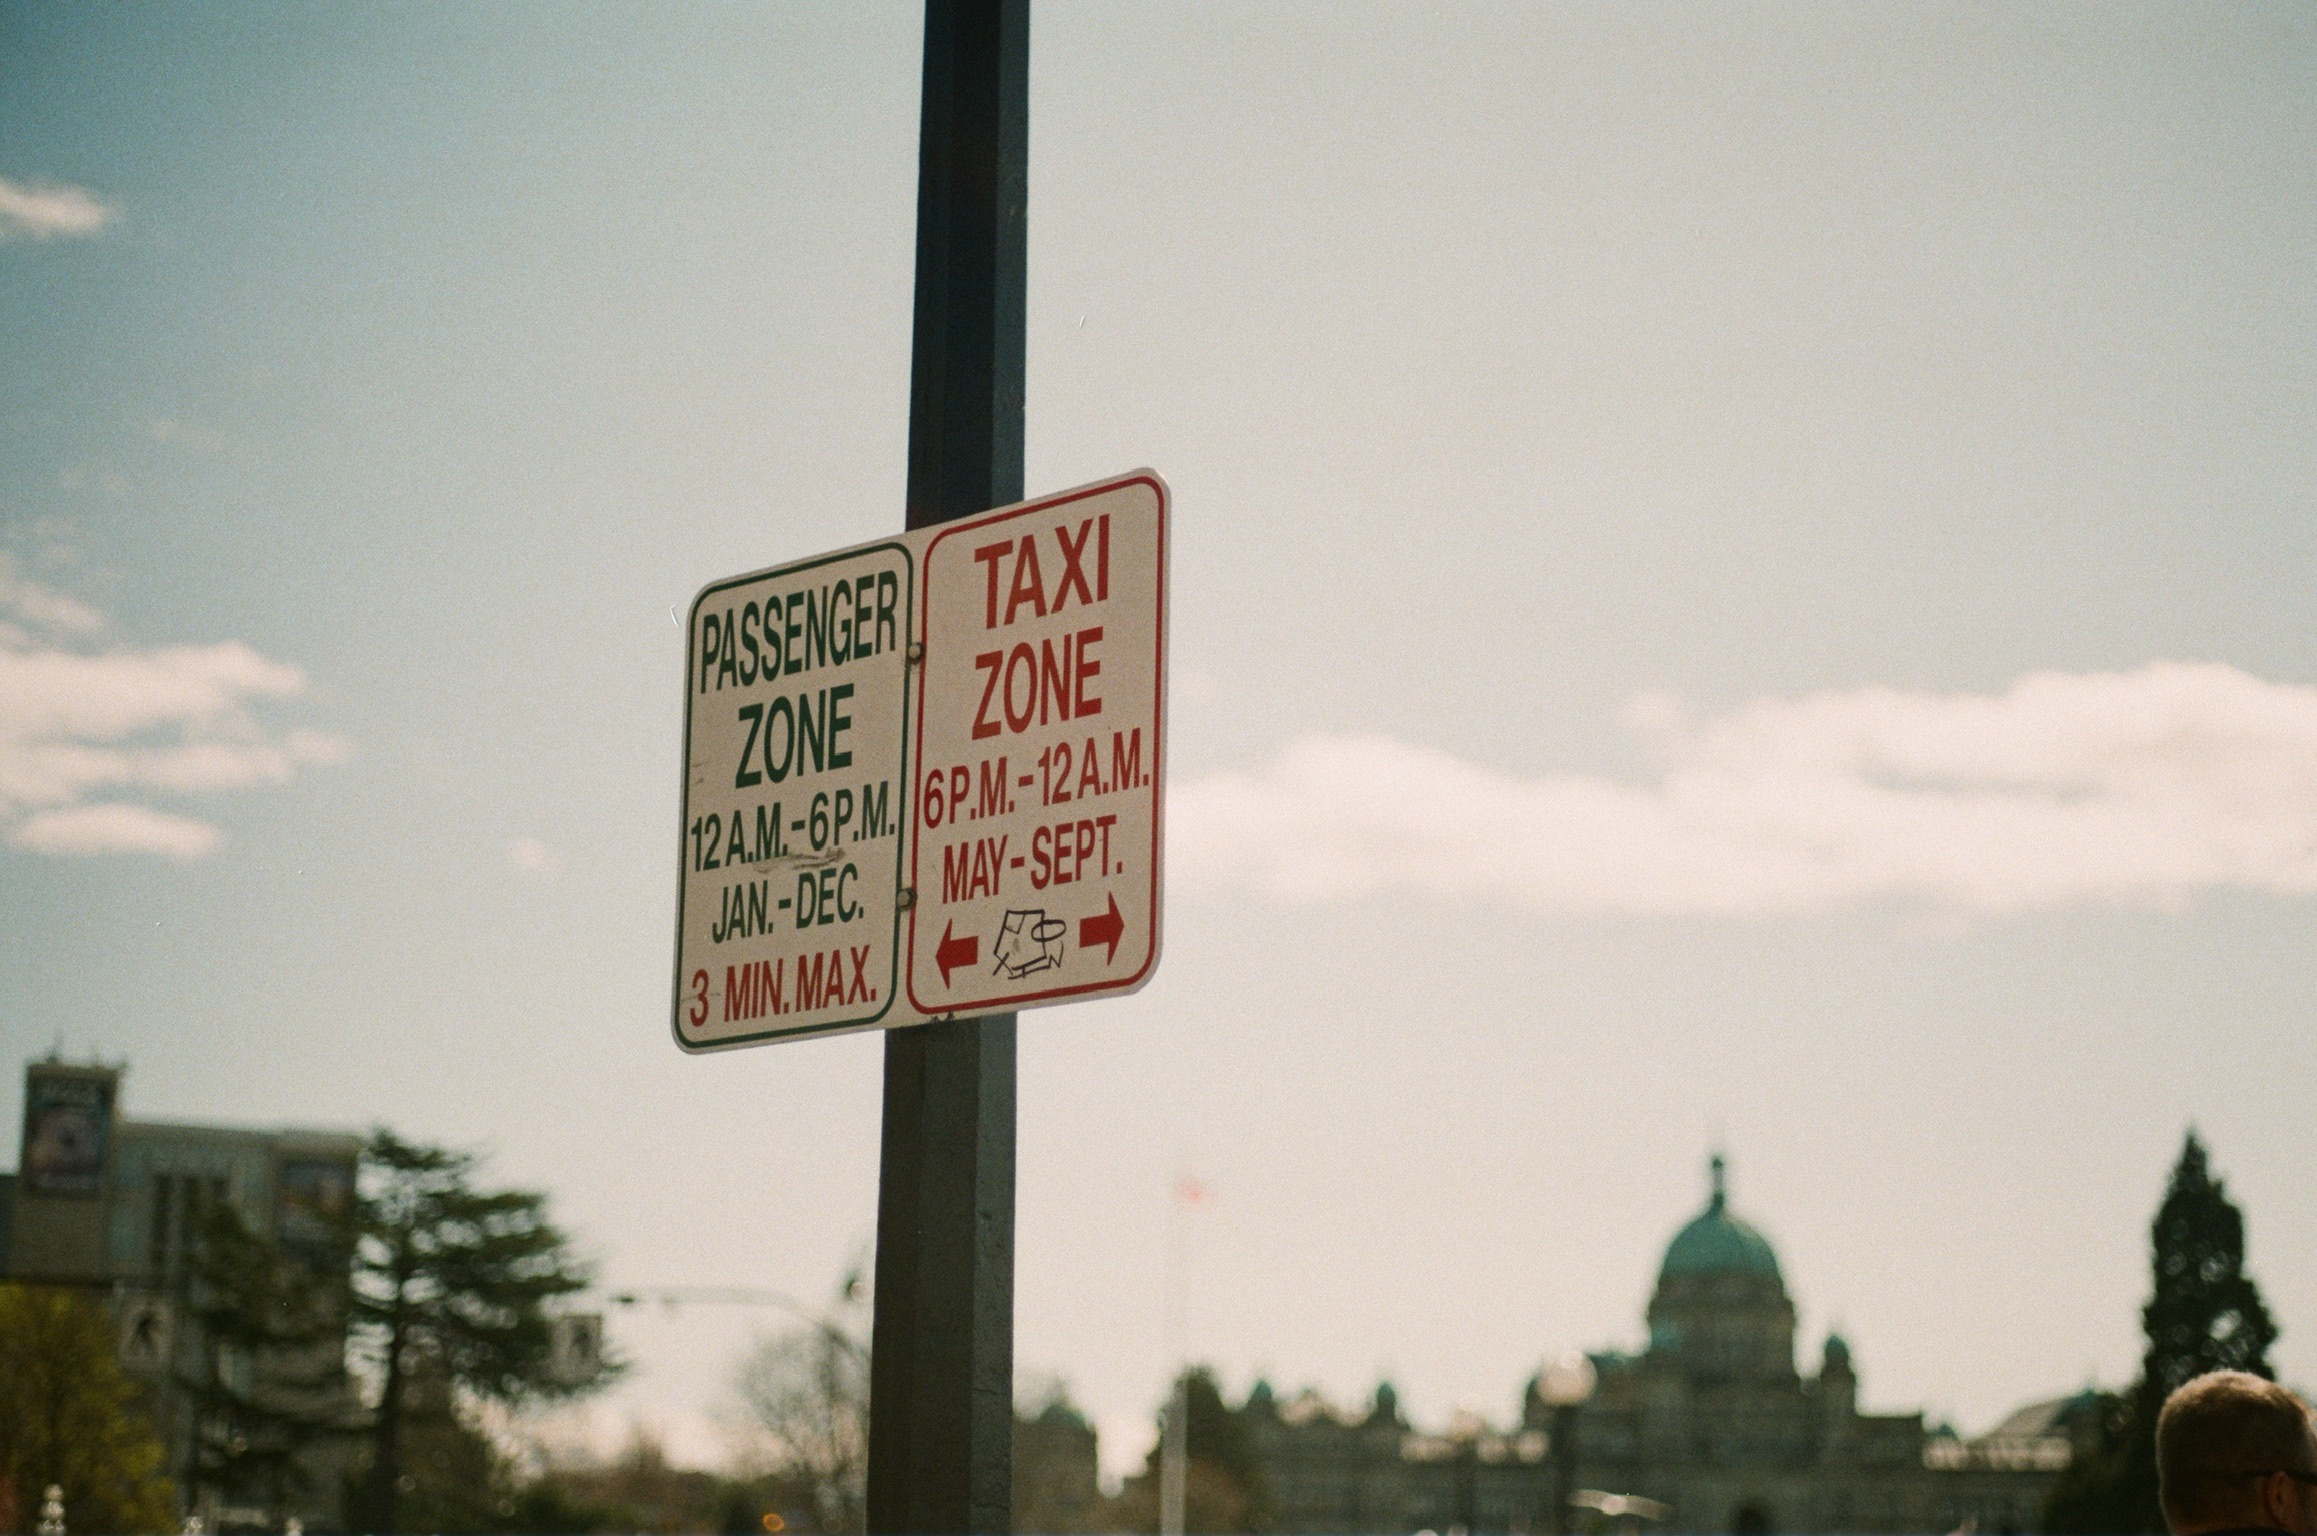 PASSENGER
ZONE
12 A.M.-6 P.M.
JAN.-DEC.
3 MIN. MAX.
TAXI
ZONE
6 P.M.-12 A.M.
MAY-SEPT.